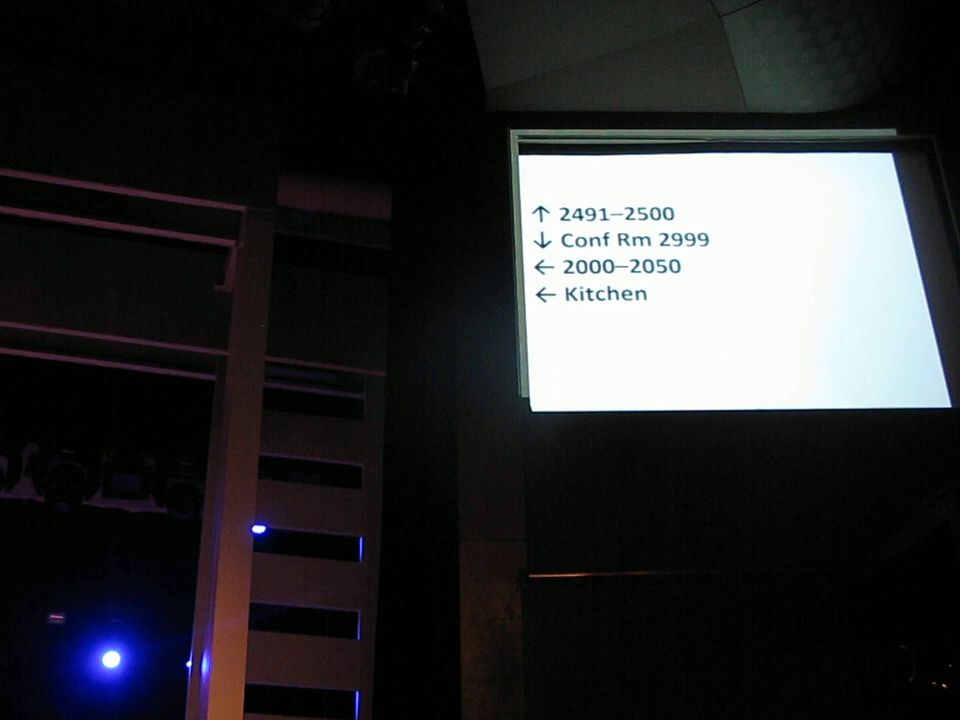 ↑ 2491–2500
↓ Conf Rm 2999
← 2000–2050
← Kitchen